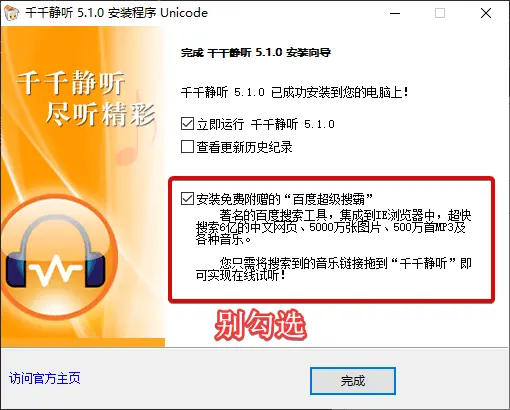 千千静听 5.1.0 安装程序 Unicode
千千静听
尽听精彩
完成 千千静听 5.1.0 安装向导
千千静听 5.1.0 已成功安装到您的电脑上！
立即运行 千千静听 5.1.0
查看更新历史纪录
安装免费附赠的“百度超级搜霸”
著名的百度搜索工具，集成到IE浏览器中，超快
搜索6亿的中文网页、5000万张图片、500万首MP3及
各种音乐。
您只需将搜索到的音乐链接拖到“千千静听”即
可实现在线试听！
别勾选
访问官方主页
完成